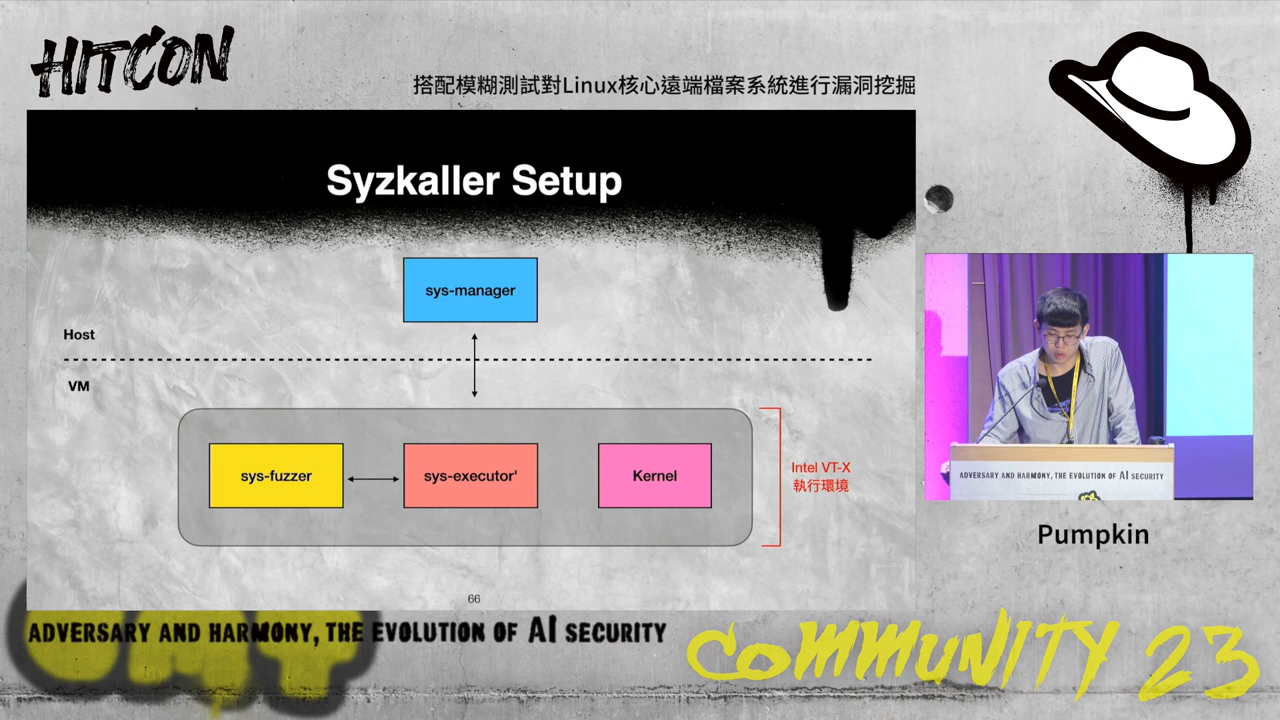 HITCON
搭配模糊測試對Linux核心遠端檔案系統進行漏洞挖掘
Syzkaller Setup
sys-manager
Host
VM
sys-fuzzer
sys-executor'
Kernel
Intel VT-X
執行環境
66
ADVERSARY AND HARMONY, THE EVOLUTION OF AI SECURITY
Pumpkin
CMT
ADVERSARY AND HARMONY, THE EVOLUTION OF AI SECURITY
COMMUNITY 23